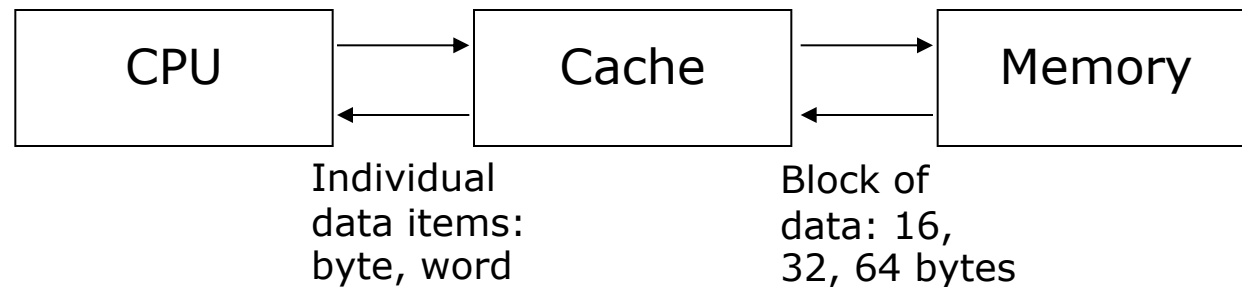 CPU
Cache
Memory
Individual
data items:
byte, word
Block of
data: 16,
32, 64 bytes